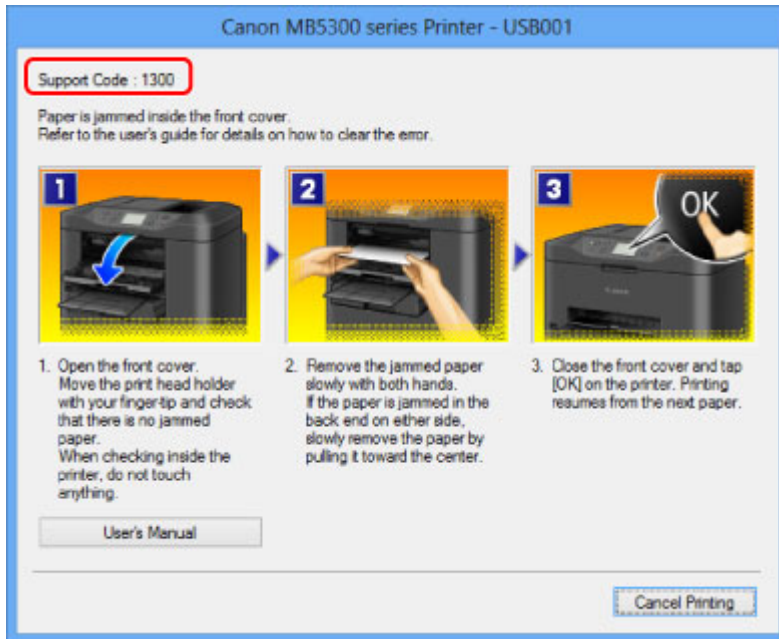 Canon MB5300 series Printer - USB001
Support Code : 1300
Paper is jammed inside the front cover.
Refer to the user's guide for details on how to clear the error.
1
2
3
OK
Canon
1. Open the front cover.
Move the print head holder
with your finger-tip and check
that there is no jammed
paper.
When checking inside the
printer, do not touch
anything.
2. Remove the jammed paper
slowly with both hands.
If the paper is jammed in the
back end on either side,
slowly remove the paper by
pulling it toward the center.
3. Close the front cover and tap
[OK] on the printer. Printing
resumes from the next paper.
User's Manual
Cancel Printing